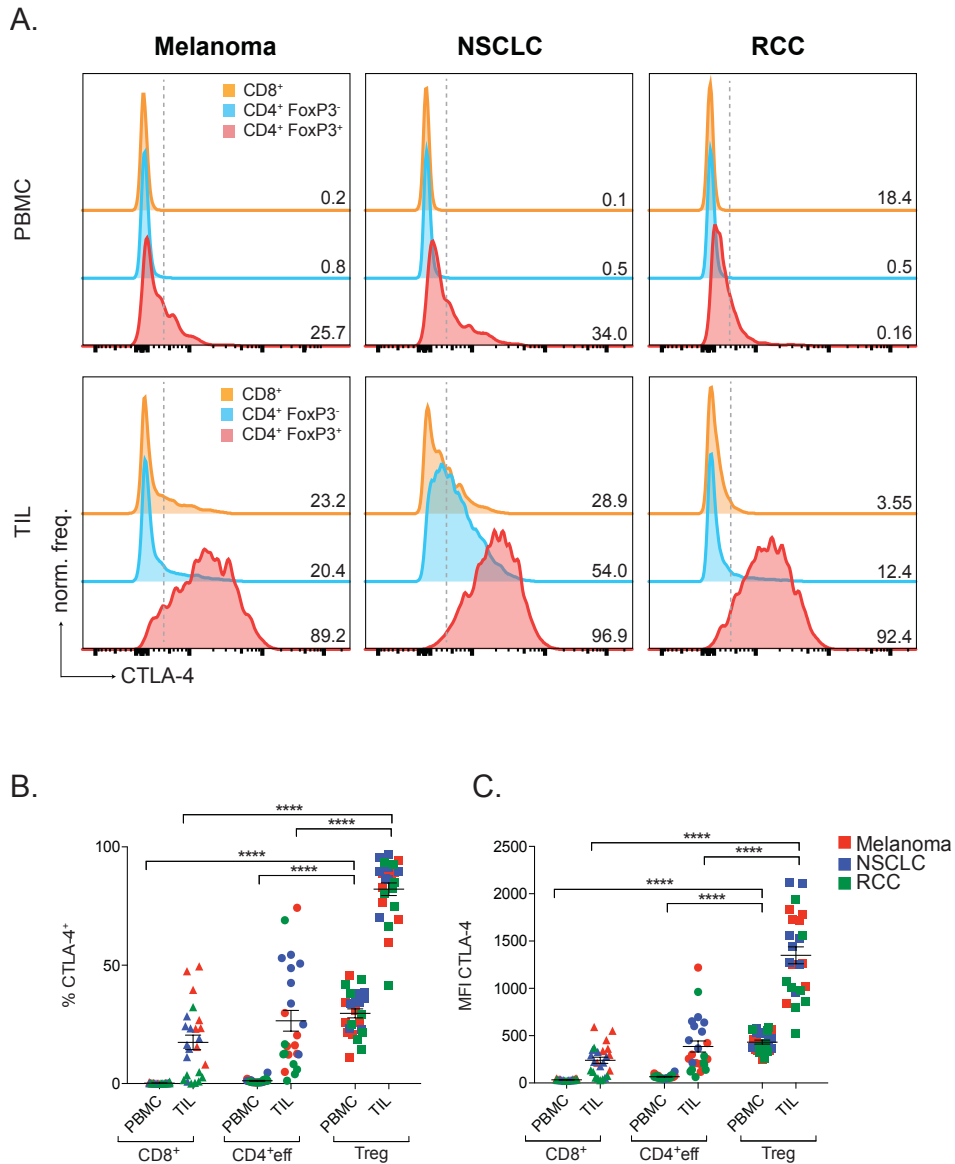 A.
Melanoma NSCLC RCC
PBMC
CD8⁺
CD4⁺ FoxP3⁻
CD4⁺ FoxP3⁺
0.2 0.1 18.4
0.8 0.5 0.5
25.7 34.0 0.16
TIL
CD8⁺
CD4⁺ FoxP3⁻
CD4⁺ FoxP3⁺
23.2 28.9 3.55
20.4 54.0 12.4
89.2 96.9 92.4
norm. freq.
CTLA-4
B.
% CTLA-4⁺
100
50
0
****
****
****
****
PBMC TIL PBMC TIL PBMC TIL
CD8⁺ CD4⁺eff Treg
C.
MFI CTLA-4
2500
2000
1500
1000
500
0
****
****
****
****
Melanoma
NSCLC
RCC
PBMC TIL PBMC TIL PBMC TIL
CD8⁺ CD4⁺eff Treg